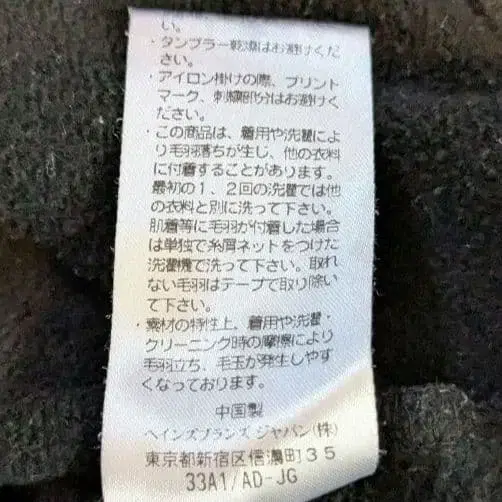 い。
・タンブラー乾燥はお避けくだ
さい。
・アイロン掛けの際、プリント
マーク、刺繍部分はお避けく
ださい。
・この商品は、着用や洗濯によ
り毛羽落ちが生じ、他の衣料
に付着することがあります。
最初の1、2回の洗濯では他
の衣料と別に洗って下さい。
肌着等に毛羽が付着した場合
は単独で糸屑ネットをつけた
洗濯機で洗って下さい。取れ
ない毛羽はテープで取り除い
て下さい。
・素材の特性上、着用や洗濯・
クリーニング時の摩擦により
毛羽立ち、毛玉が発生しやす
くなっております。
中国製
ヘインズブランズ ジャパン(株)
東京都新宿区信濃町35
33A1/AD-JG